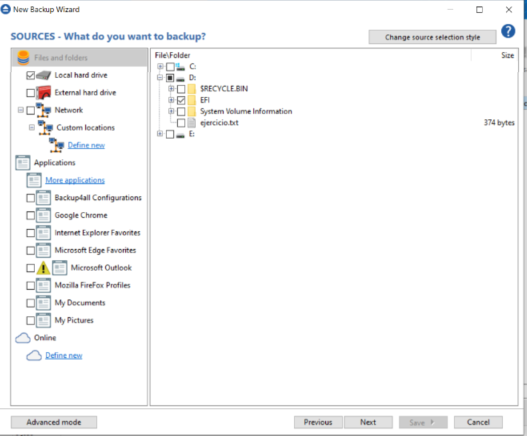 New Backup Wizard
SOURCES - What do you want to backup?
Change source selection style
?
Files and folders
Local hard drive
External hard drive
Network
Custom locations
Define new
Applications
More applications
Backup4all Configurations
Google Chrome
Internet Explorer Favorites
Microsoft Edge Favorites
Microsoft Outlook
Mozilla FireFox Profiles
My Documents
My Pictures
Online
Define new
File\Folder Size
C:
D:
$RECYCLE.BIN
EFI
System Volume Information
ejercicio.txt 374 bytes
E:
Advanced mode Previous Next Save Cancel